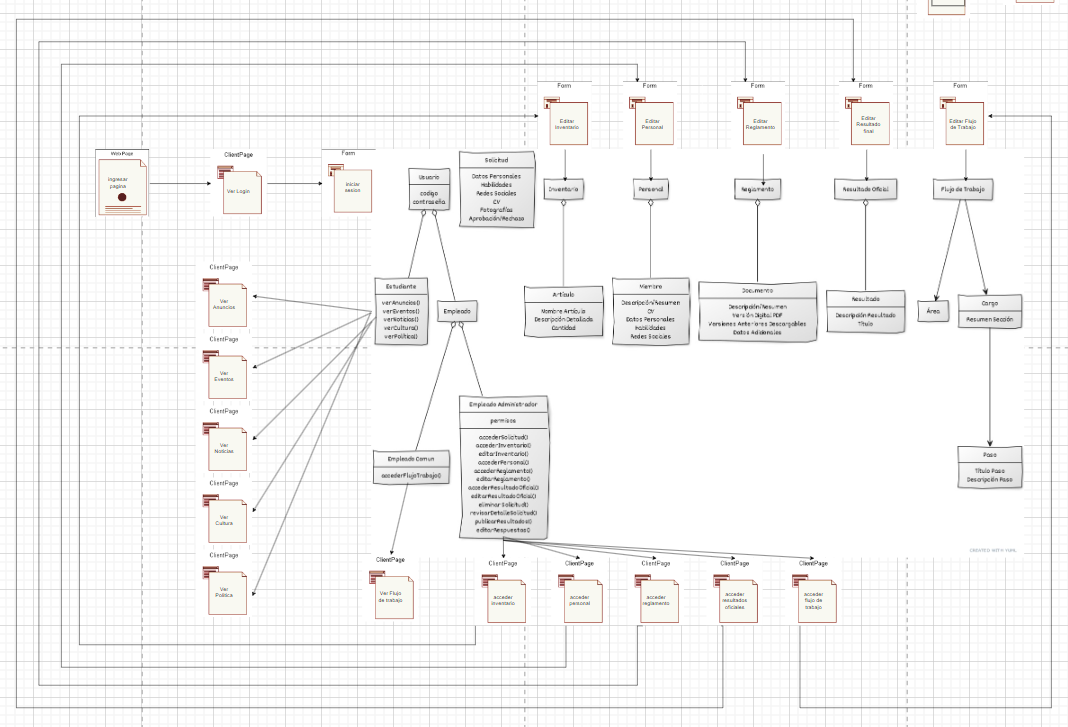 Form
Form
Form
Form
Form
Editar
Inventario
Editar
Personal
Editar
Reglamento
Editar
Resultado
final
Editar Flujo
de Trabajo
WebPage
ingresar
pagina
ClientPage
Ver Login
Form
Iniciar
sesion
Usuario
codigo
contraseña
Solicitud
Datos Personales
Habilidades
Redes Sociales
CV
Fotografías
Aprobación/Rechazo
Inventario
Personal
Reglamento
Resultado Oficial
Flujo de Trabajo
ClientPage
Ver
Anuncios
ClientPage
Ver
Eventos
ClientPage
Ver
Noticias
ClientPage
Ver
Cultura
ClientPage
Ver
Política
Estudiante
verAnuncios()
verEventos()
verNoticias()
verCultura()
verPolítica()
Empleado
Artículo
Nombre Artículo
Descripción Detallada
Cantidad
Miembro
Descripción/Resumen
CV
Datos Personales
Habilidades
Redes Sociales
Documento
Descripción/Resumen
Versión Digital PDF
Versiones Anteriores Descargables
Datos Adicionales
Resultado
Descripción Resultado
Título
Área
Cargo
Resumen Sección
Empleado Comun
accederFlujoTrabajo()
Empleado Administrador
permisos
accederSolicitud()
accederInventario()
editarInventario()
accederPersonal()
accederReglamento()
editarReglamento()
accederResultadoOficial()
editarResultadoOficial()
eliminarSolicitud()
revisarDetalleSolicitud()
publicarResultados()
editarRespuestas()
Paso
Título Paso
Descripción Paso
CREATED WITH YUML
ClientPage
Ver Flujo
de trabajo
ClientPage
acceder
inventario
ClientPage
acceder
personal
ClientPage
acceder
reglamento
ClientPage
acceder
resultados
oficiales
ClientPage
acceder
flujo de
trabajo